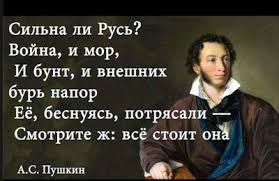 Сильна ли Русь?
Война, и мор,
И бунт, и внешних
бурь напор
Её, беснуясь, потрясали —
Смотрите ж: всё стоит она
А.С. Пушкин